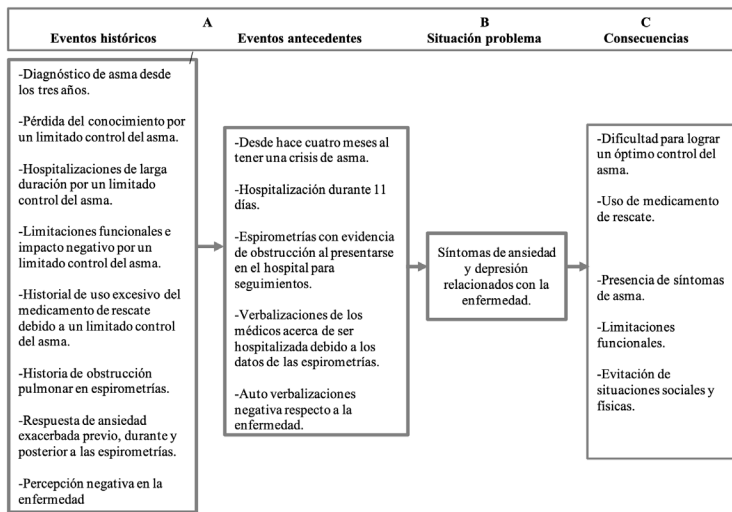 A B C
Eventos históricos Eventos antecedentes Situación problema Consecuencias
-Diagnóstico de asma desde
los tres años.
-Pérdida del conocimiento por
un limitado control del asma.
-Hospitalizaciones de larga
duración por un limitado
control del asma.
-Limitaciones funcionales e
impacto negativo por un
limitado control del asma.
-Historial de uso excesivo del
medicamento de rescate
debido a un limitado control
del asma.
-Historia de obstrucción
pulmonar en espirometrías.
-Respuesta de ansiedad
exacerbada previo, durante y
posterior a las espirometrías.
-Percepción negativa en la
enfermedad
-Desde hace cuatro meses al
tener una crisis de asma.
-Hospitalización durante 11
días.
-Espirometrías con evidencia
de obstrucción al presentarse
en el hospital para
seguimientos.
-Verbalizaciones de los
médicos acerca de ser
hospitalizada debido a los
datos de las espirometrías.
-Auto verbalizaciones
negativa respecto a la
enfermedad.
Síntomas de ansiedad
y depresión
relacionados con la
enfermedad.
-Dificultad para lograr
un óptimo control del
asma.
-Uso de medicamento
de rescate.
-Presencia de síntomas
de asma.
-Limitaciones
funcionales.
-Evitación de
situaciones sociales y
físicas.